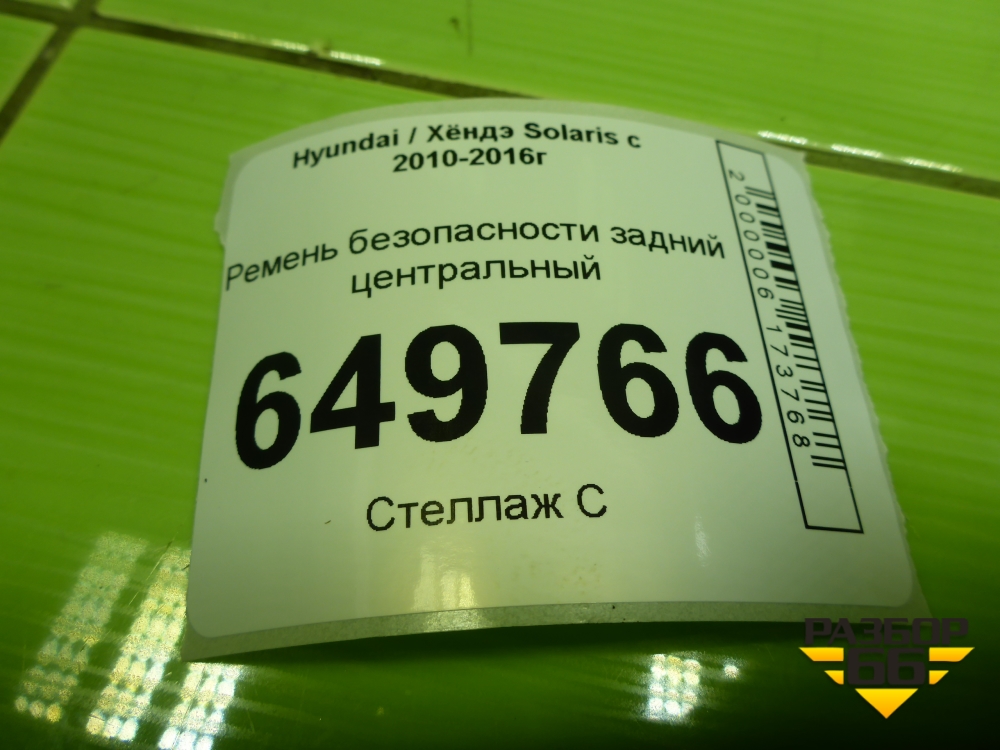 Hyundai / Хёндэ Solaris с
2010-2016г
Ремень безопасности задний
центральный
649766
Стеллаж С
2000006173768
РАЗБОР
66